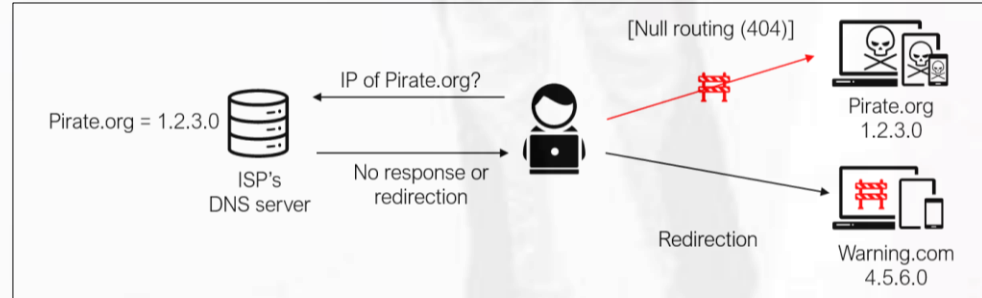 [Null routing (404)]
IP of Pirate.org?
Pirate.org = 1.2.3.0
ISP's
DNS server
No response or
redirection
Pirate.org
1.2.3.0
Redirection
Warning.com
4.5.6.0